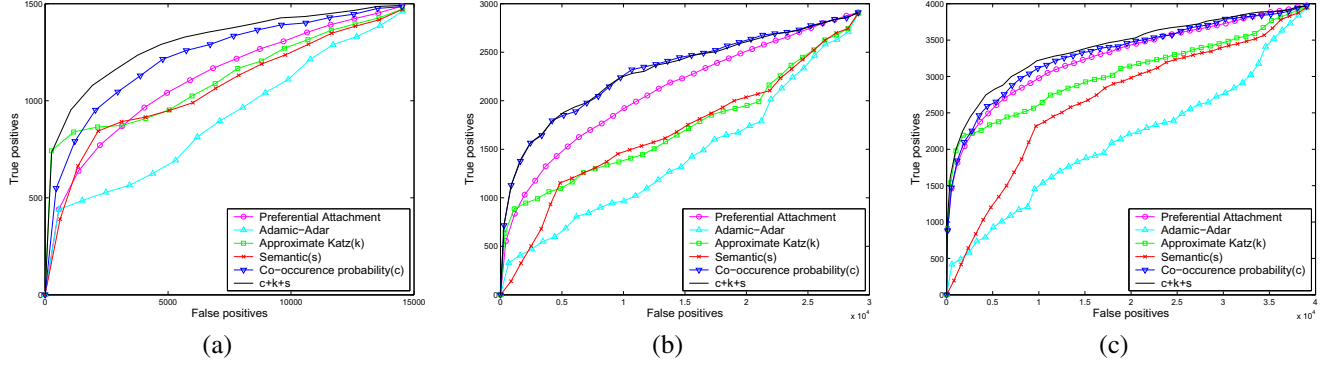 1500
1000
500
0
0
5000
10000
15000
True positives
False positives
Preferential Attachment
Adamic−Adar
Approximate Katz(k)
Semantic(s)
Co−occurence probability(c)
c+k+s
(a)
3000
2500
2000
1500
1000
500
0
0
0.5
1
1.5
2
2.5
3
x 10⁴
True positives
False positives
Preferential Attachment
Adamic−Adar
Approximate Katz(k)
Semantic(s)
Co−occurence probability(c)
c+k+s
(b)
4000
3500
3000
2500
2000
1500
1000
500
0
0
0.5
1
1.5
2
2.5
3
3.5
4
x 10⁴
True positives
False positives
Preferential Attachment
Adamic−Adar
Approximate Katz(k)
Semantic(s)
Co−occurence probability(c)
c+k+s
(c)